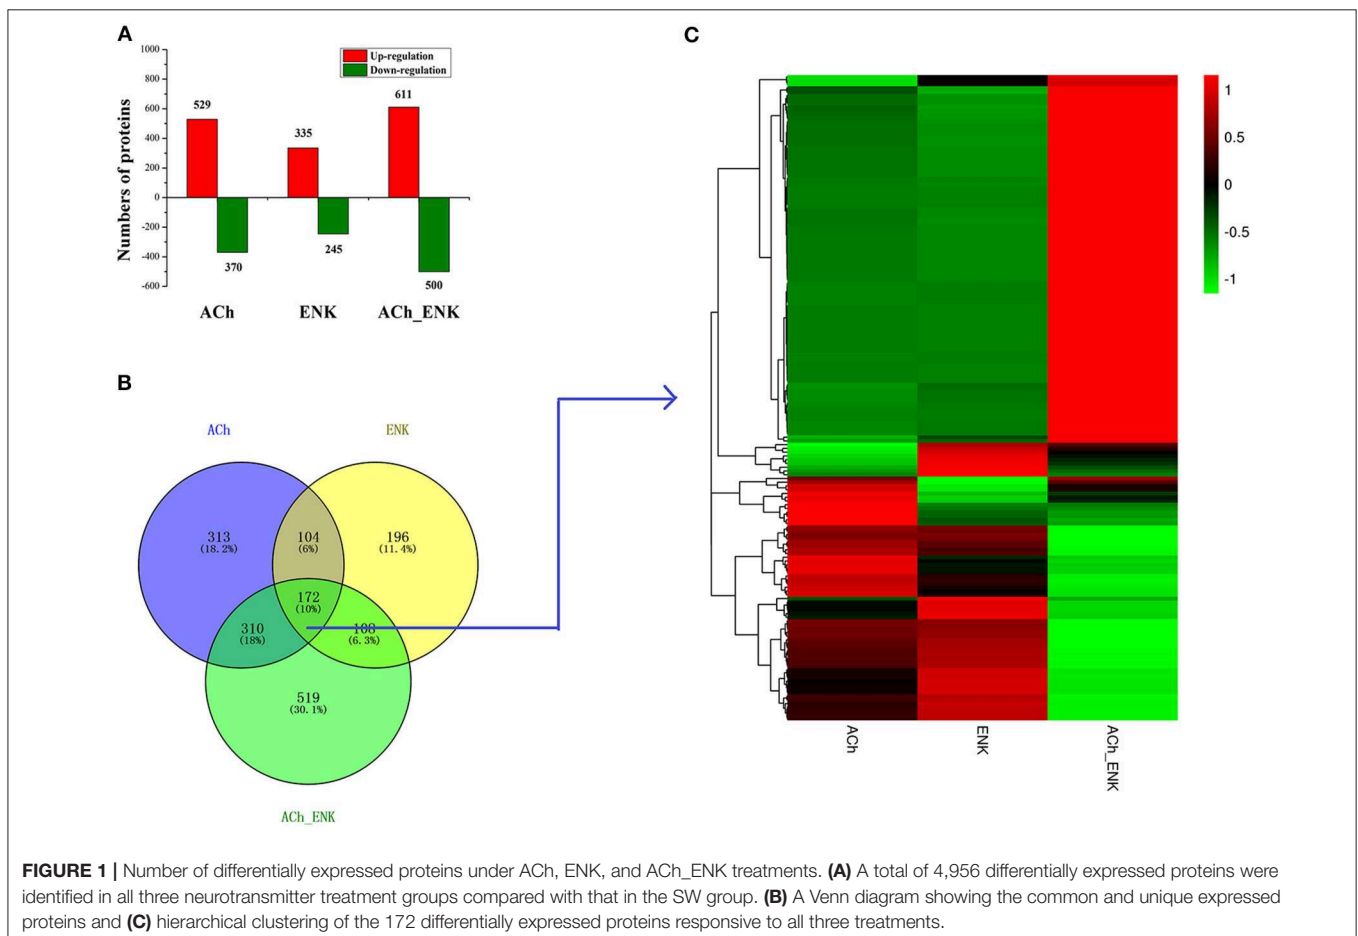 A
1000
800
600
400
200
0
-200
-400
-600
Numbers of proteins
Up-regulation
Down-regulation
529
370
335
245
611
500
ACh
ENK
ACh_ENK
B
ACh
ENK
313
(18.2%)
104
(6%)
196
(11.4%)
172
(10%)
310
(18%)
108
(6.3%)
519
(30.1%)
ACh_ENK
C
1
0.5
0
-0.5
-1
ACh
ENK
ACh_ENK
FIGURE 1 | Number of differentially expressed proteins under ACh, ENK, and ACh_ENK treatments. (A) A total of 4,956 differentially expressed proteins were
identified in all three neurotransmitter treatment groups compared with that in the SW group. (B) A Venn diagram showing the common and unique expressed
proteins and (C) hierarchical clustering of the 172 differentially expressed proteins responsive to all three treatments.